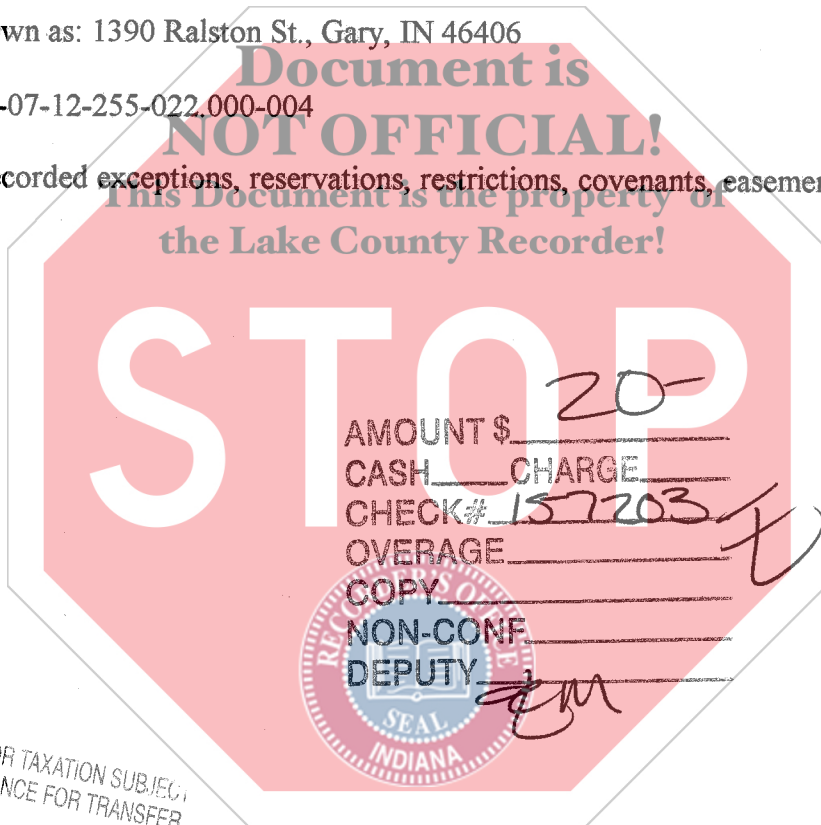 wn as: 1390 Ralston St., Gary, IN 46406
Document is
-07-12-255-022.000-004
NOT OFFICIAL!
corded exceptions, reservations, restrictions, covenants, easemen
This Document is the property of
the Lake County Recorder!
STOP
AMOUNT $ 20-
CASH CHARGE
CHECK# 157203
OVERAGE
COPY
NON-CONF
DEPUTY
RECORDER'S OFFICE
SEAL
INDIANA
R TAXATION SUBJECT
NCE FOR TRANSFER